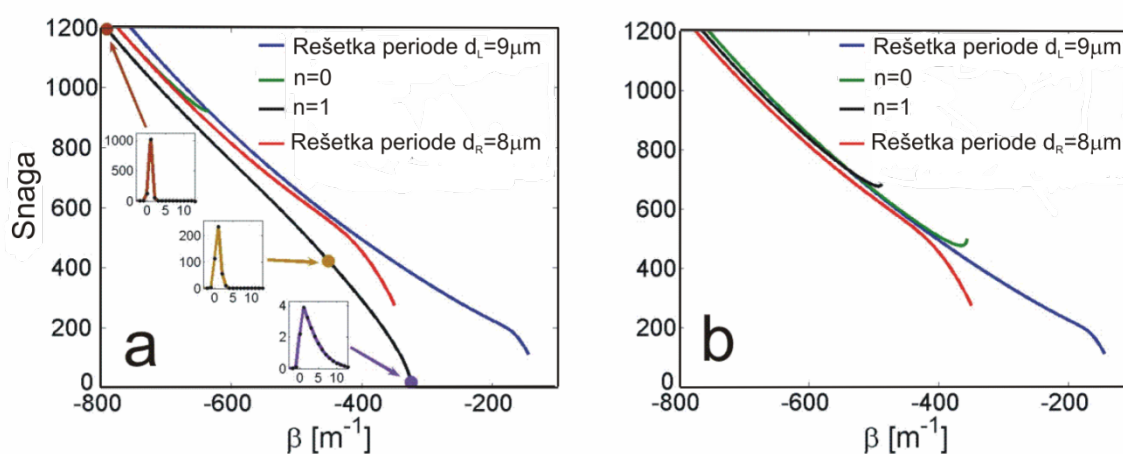 Snaga
1200
1000
800
600
400
200
0
-800
-600
-400
-200
β [m⁻¹]
a
Rešetka periode d_L=9μm
n=0
n=1
Rešetka periode d_R=8μm
1000
500
0
0 5 10
200
100
0
0 5 10
4
2
0
0 5 10
1200
1000
800
600
400
200
0
-800
-600
-400
-200
β [m⁻¹]
b
Rešetka periode d_L=9μm
n=0
n=1
Rešetka periode d_R=8μm